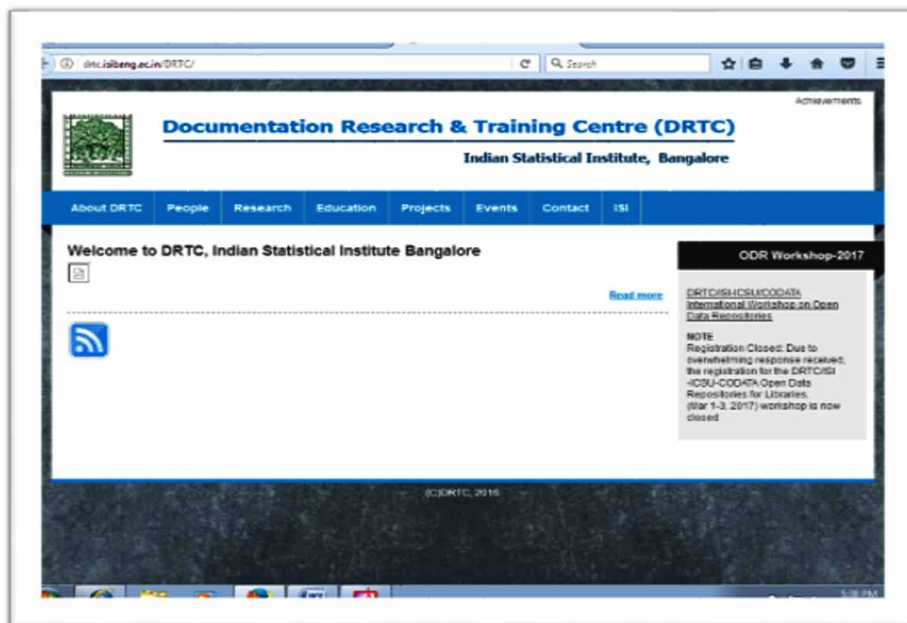 drtc.isibang.ac.in/DRTC/
Search
Achievements
Documentation Research & Training Centre (DRTC)
Indian Statistical Institute, Bangalore
About DRTC People Research Education Projects Events Contact ISI
Welcome to DRTC, Indian Statistical Institute Bangalore
Read more
ODR Workshop-2017
DRTC/ISI-ICSU/CODATA
International Workshop on Open
Data Repositories
NOTE
Registration Closed: Due to
overwhelming response received,
the registration for the DRTC/ISI
-ICSU-CODATA Open Data
Repositories for Libraries,
(Mar 1-3, 2017) workshop is now
closed
(C)DRTC, 2016
5:38 PM